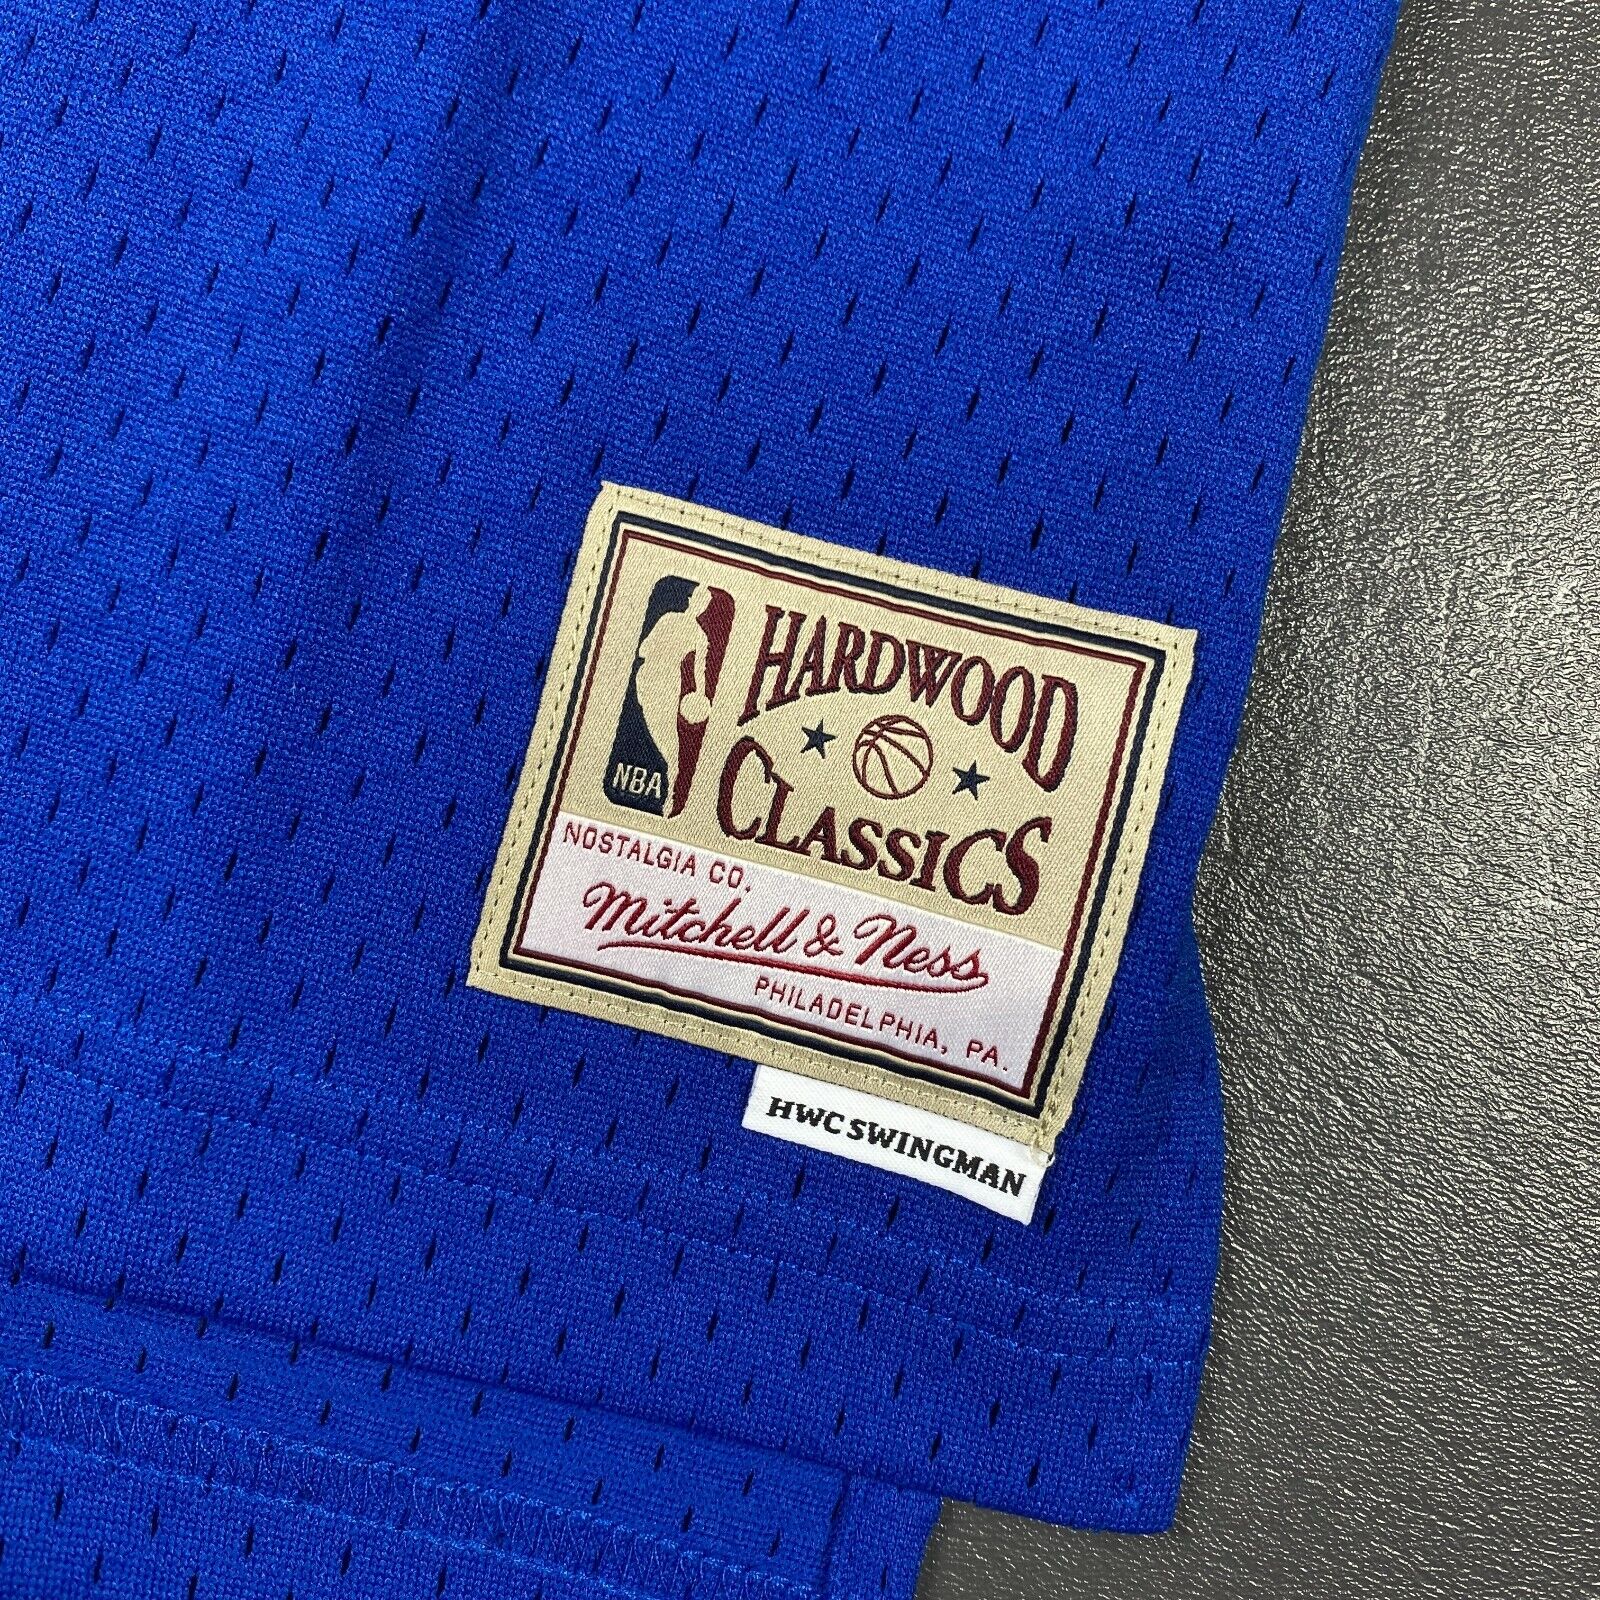 HARDWOOD
CLASSICS
NBA
NOSTALGIA CO.
Mitchell & Ness
PHILADELPHIA, PA.
HWC SWINGMAN